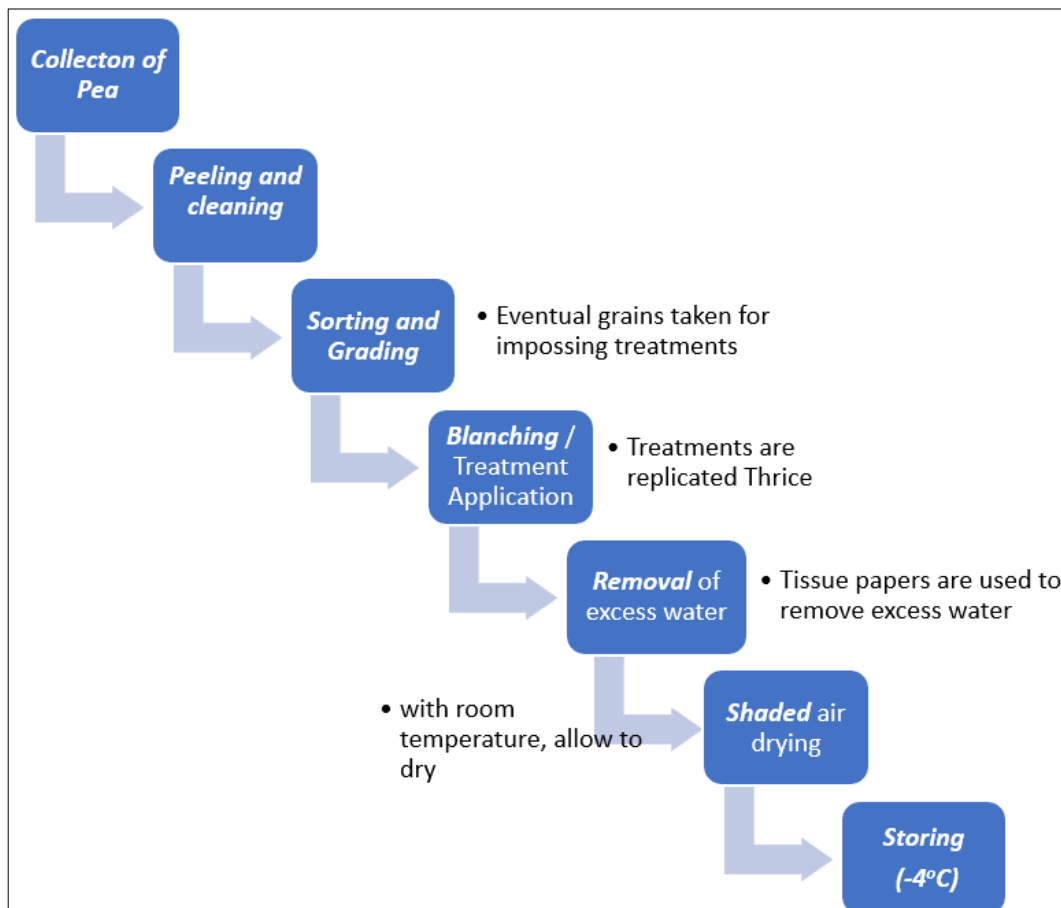 Collecton of
Pea
Peeling and
cleaning
Sorting and
Grading
• Eventual grains taken for
impossing treatments
Blanching /
Treatment
Application
• Treatments are
replicated Thrice
Removal of
excess water
• Tissue papers are used to
remove excess water
• with room
temperature, allow to
dry
Shaded air
drying
Storing
(-4°C)